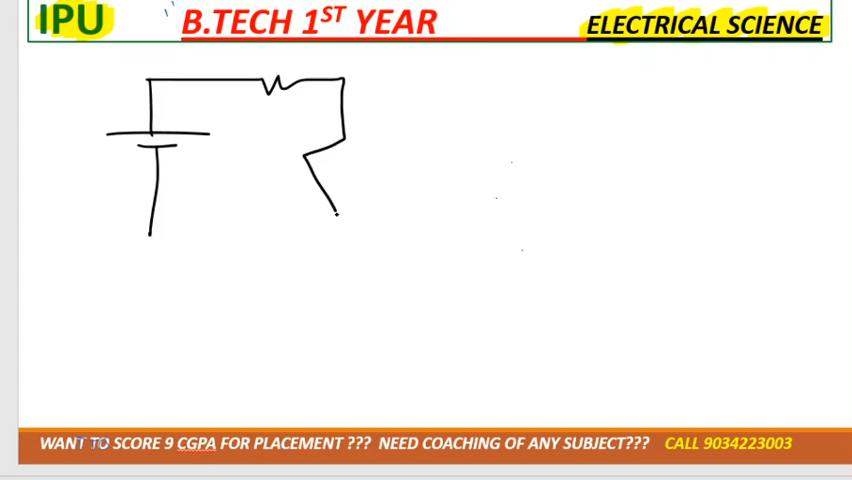 IPU B.TECH 1ST YEAR ELECTRICAL SCIENCE
WANT TO SCORE 9 CGPA FOR PLACEMENT ??? NEED COACHING OF ANY SUBJECT??? CALL 9034223003